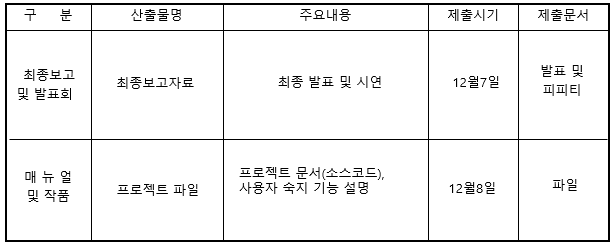 구 분 산출물명 주요내용 제출시기 제출문서
최종보고
및 발표회
최종보고자료
최종 발표 및 시연
12월7일
발표 및
피피티
매 뉴 얼
및 작품
프로젝트 파일
프로젝트 문서(소스코드),
사용자 숙지 기능 설명
12월8일
파일